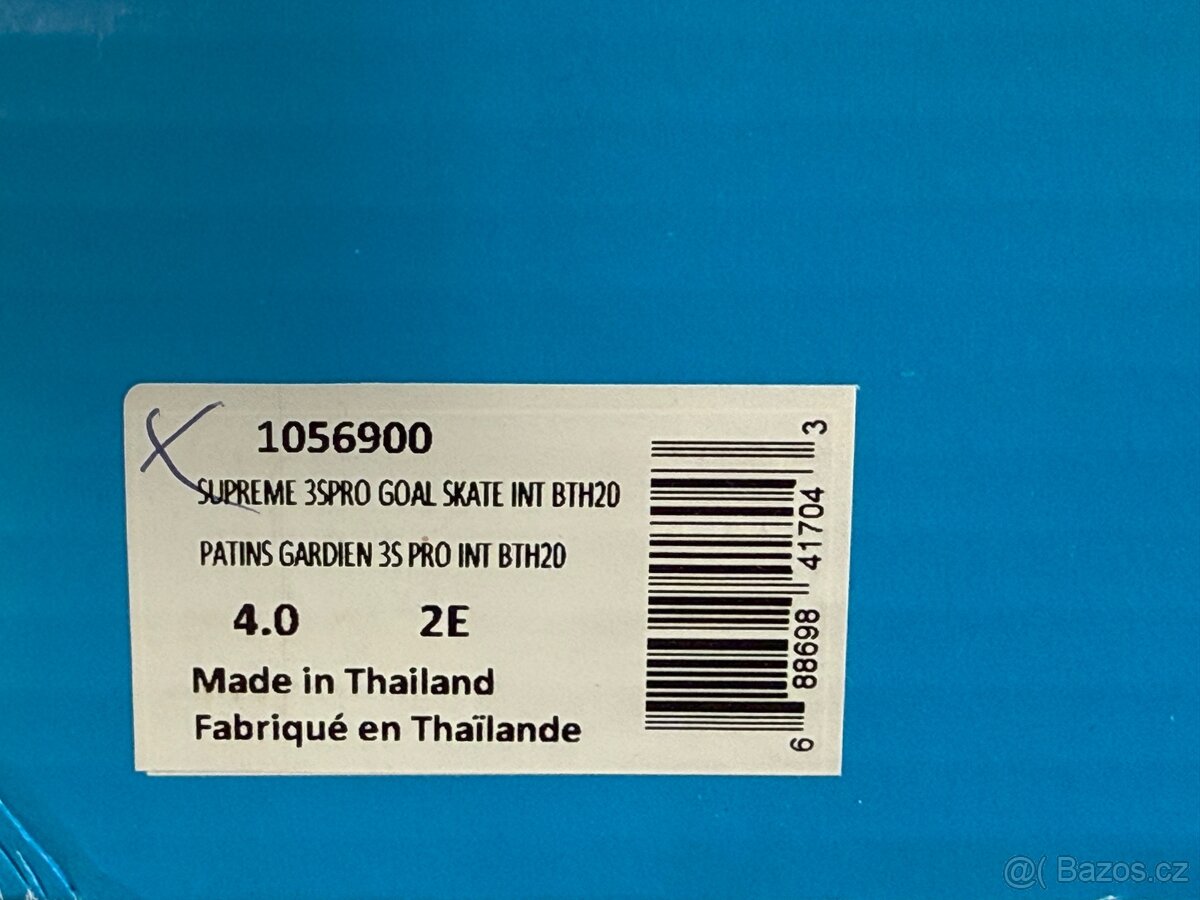 1056900
SUPREME 3SPRO GOAL SKATE INT BTH20
PATINS GARDIEN 3S PRO INT BTH20
4.0 2E
Made in Thailand
Fabriqué en Thaïlande
6 88698 41704 3
@( Bazos.cz